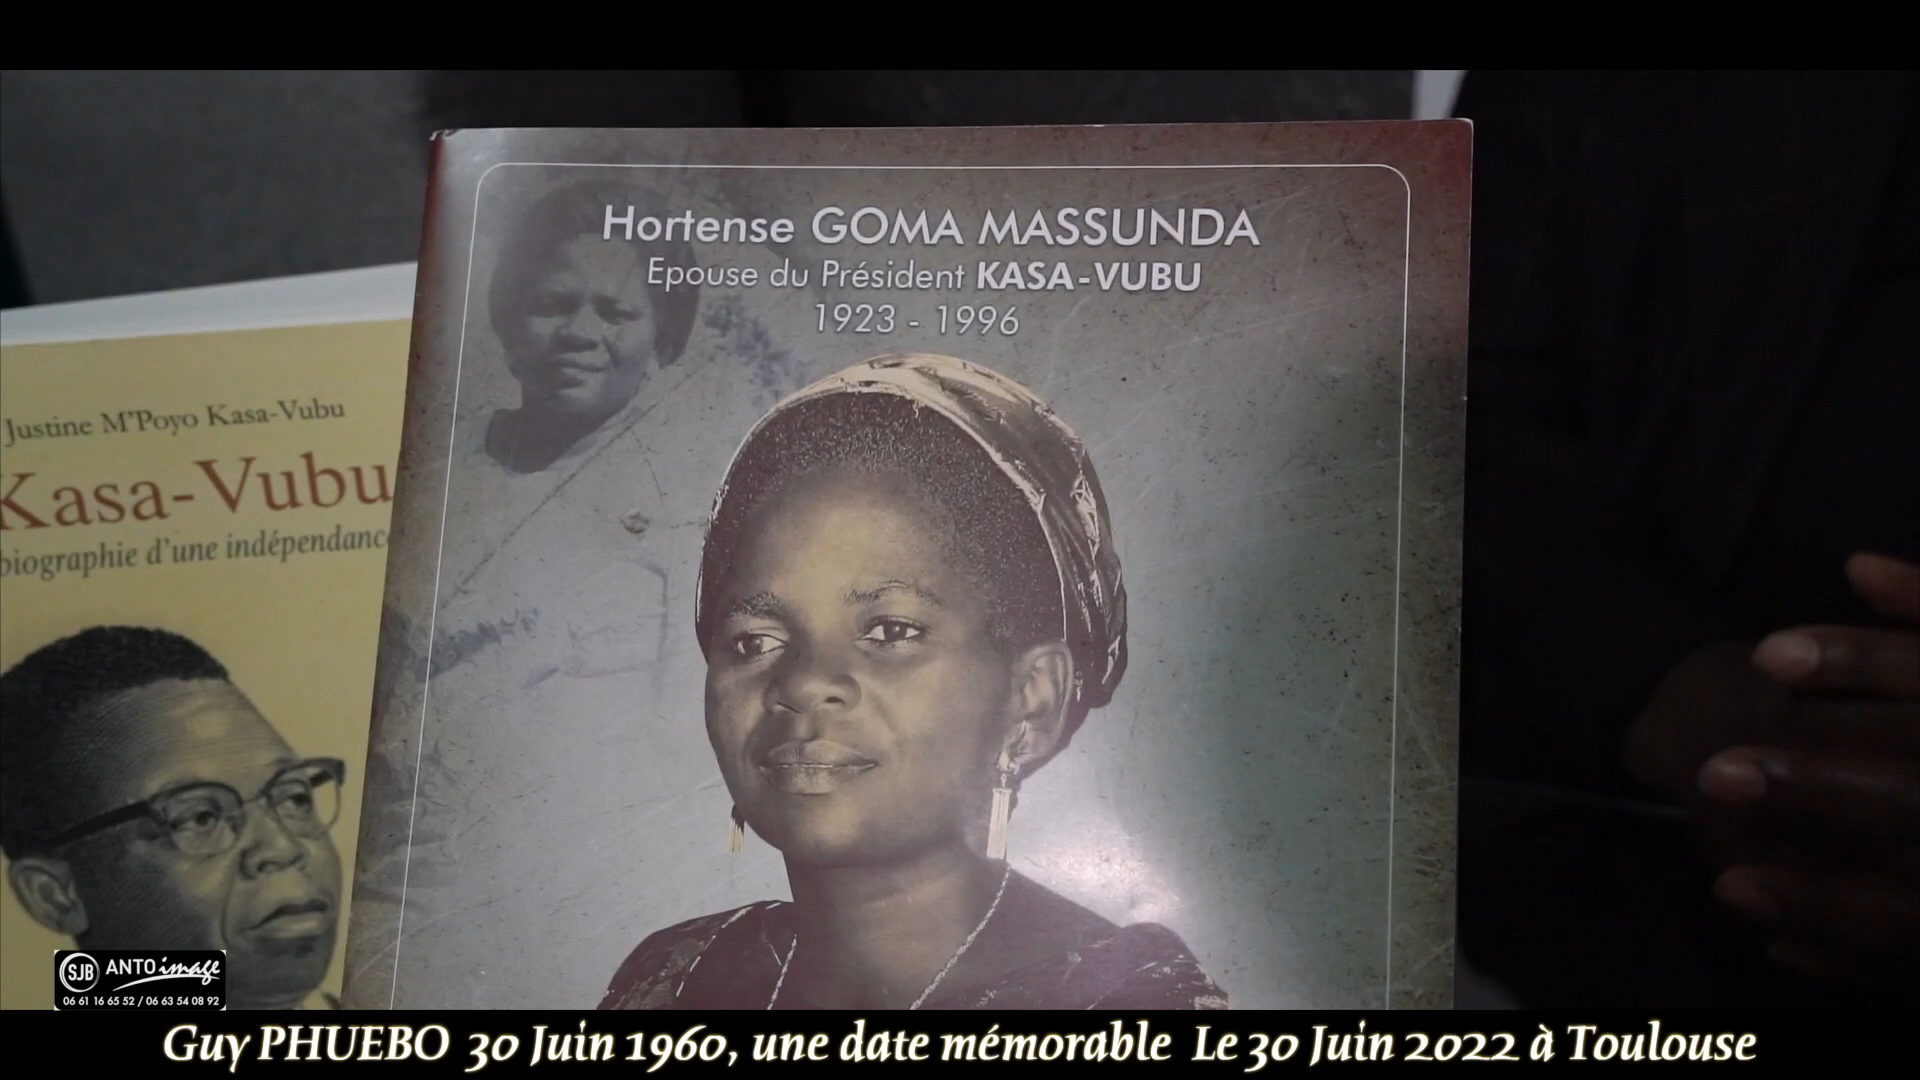 Hortense GOMA MASSUNDA
Epouse du Président KASA-VUBU
1923 - 1996
Justine M'Poyo Kasa-Vubu
Kasa-Vubu
biographie d'une indépendance
SJB ANTO image
06 61 16 65 52 / 06 63 54 08 92
Guy PHUEBO 30 Juin 1960, une date mémorable Le 30 Juin 2022 à Toulouse